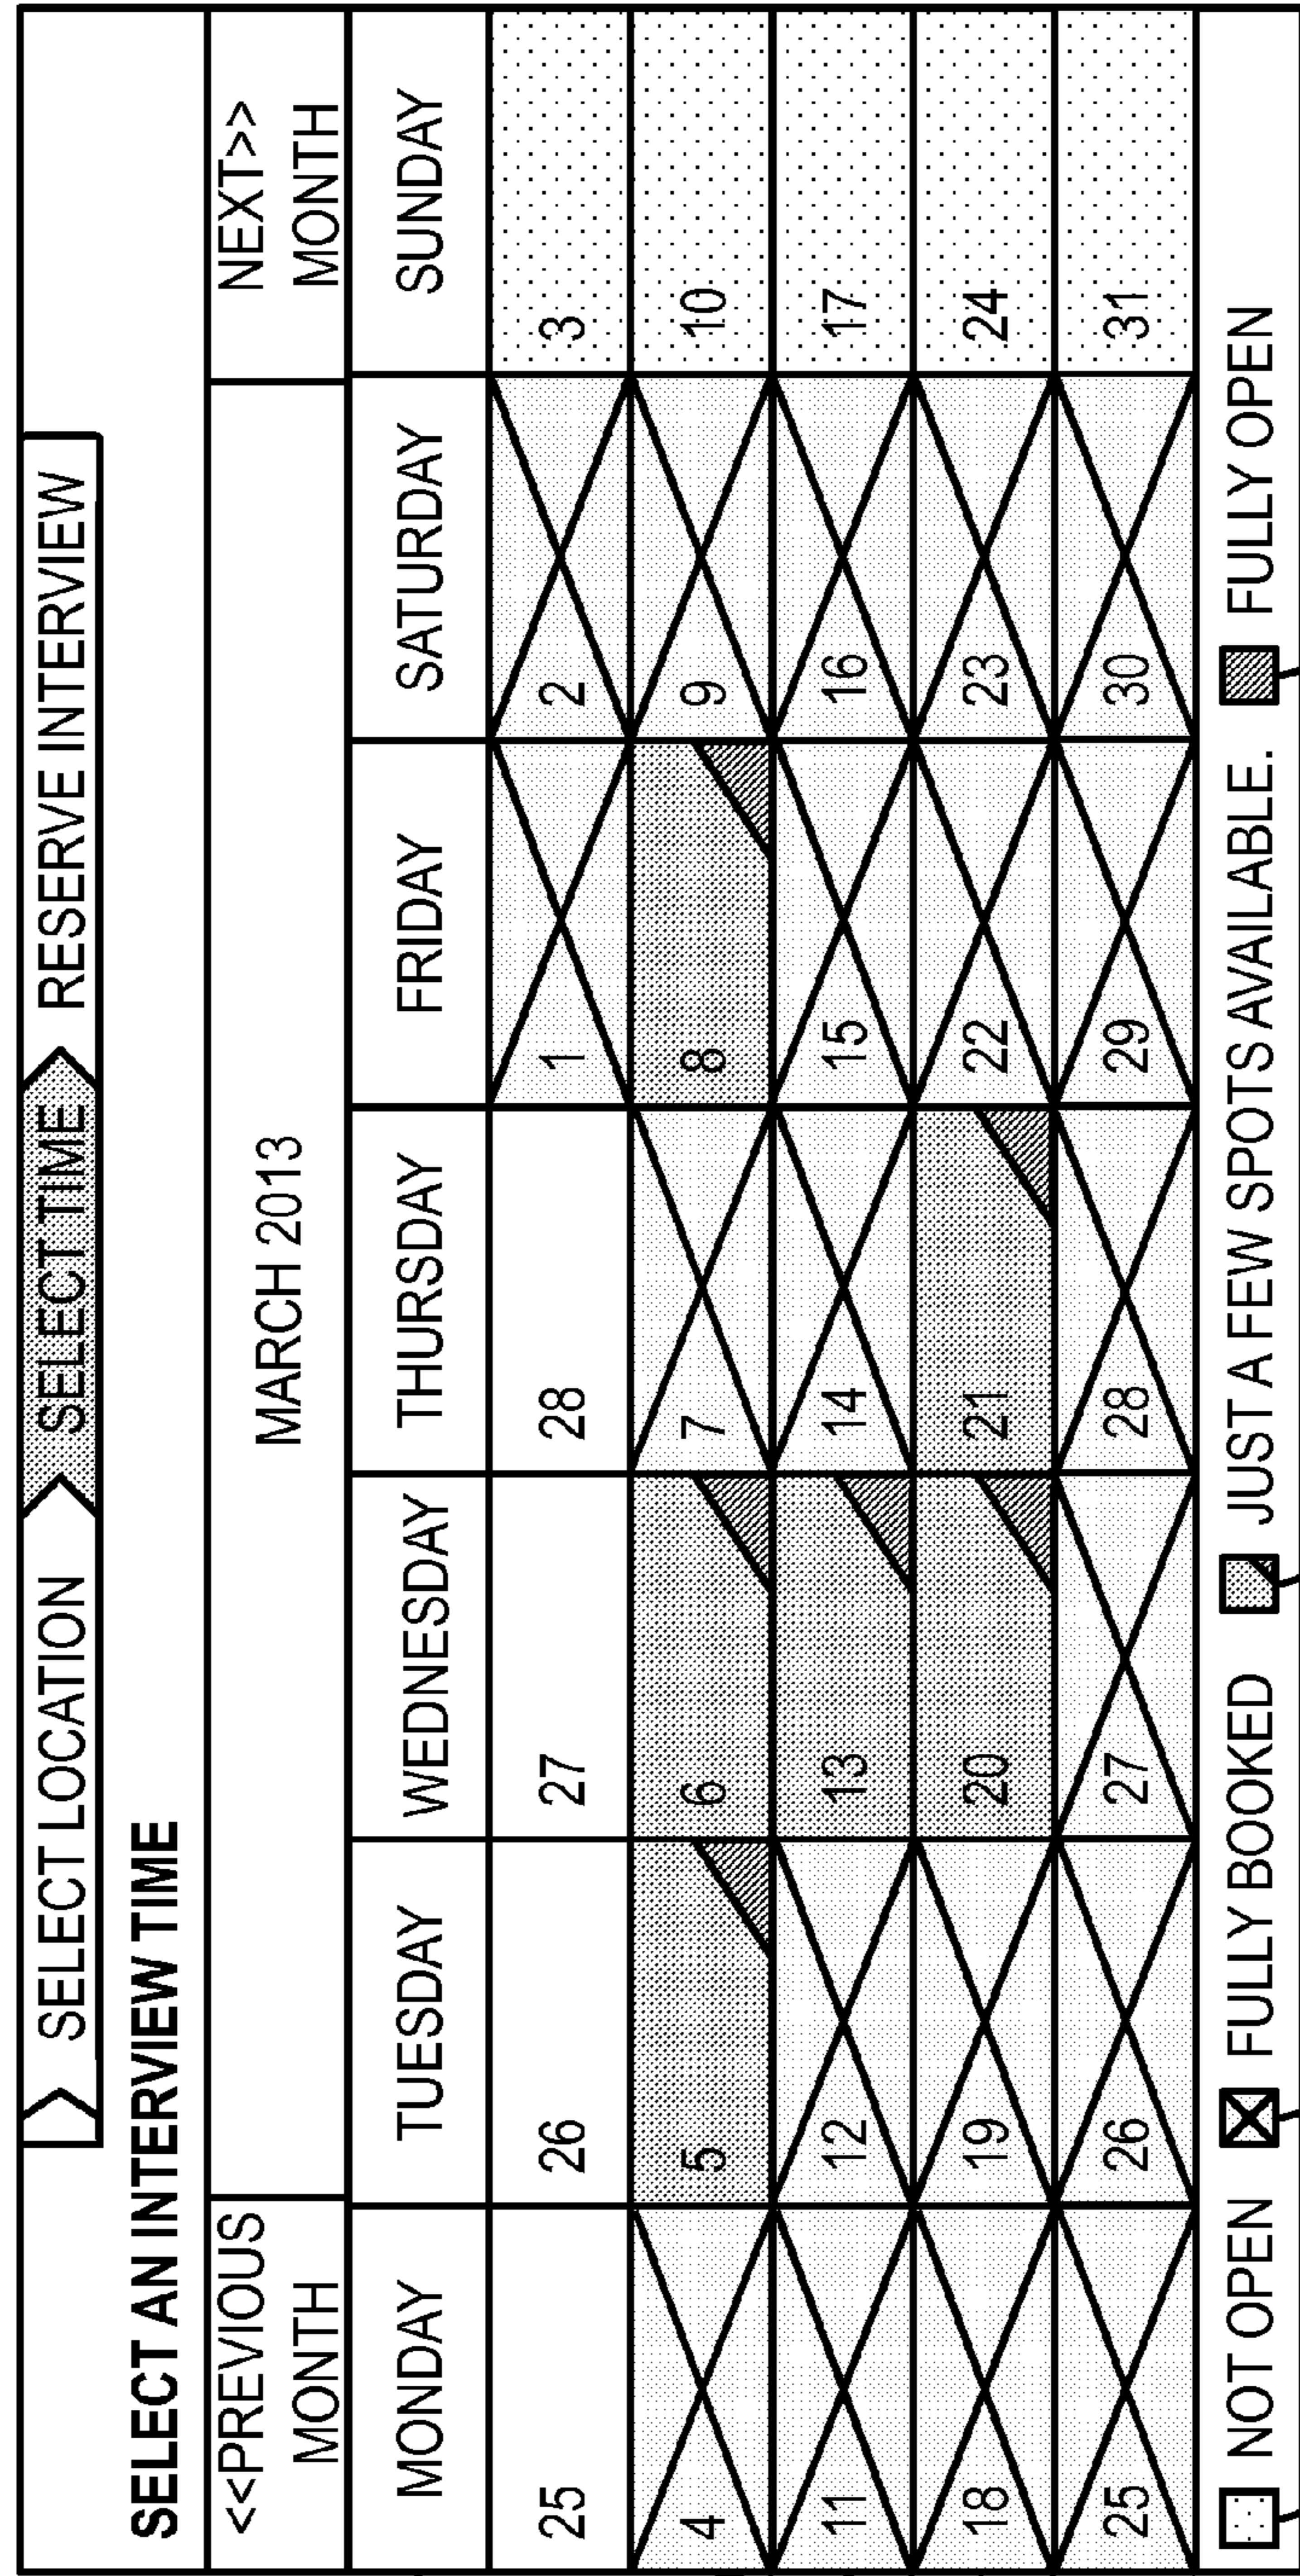 SELECT LOCATION SELECT TIME RESERVE INTERVIEW
SELECT AN INTERVIEW TIME
<<PREVIOUS
MONTH
MARCH 2013
NEXT>>
MONTH
MONDAY TUESDAY WEDNESDAY THURSDAY FRIDAY SATURDAY SUNDAY
25 26 27 28 1 2 3
4 5 6 7 8 9 10
11 12 13 14 15 16 17
18 19 20 21 22 23 24
25 26 27 28 29 30 31
NOT OPEN FULLY BOOKED JUST A FEW SPOTS AVAILABLE. FULLY OPEN